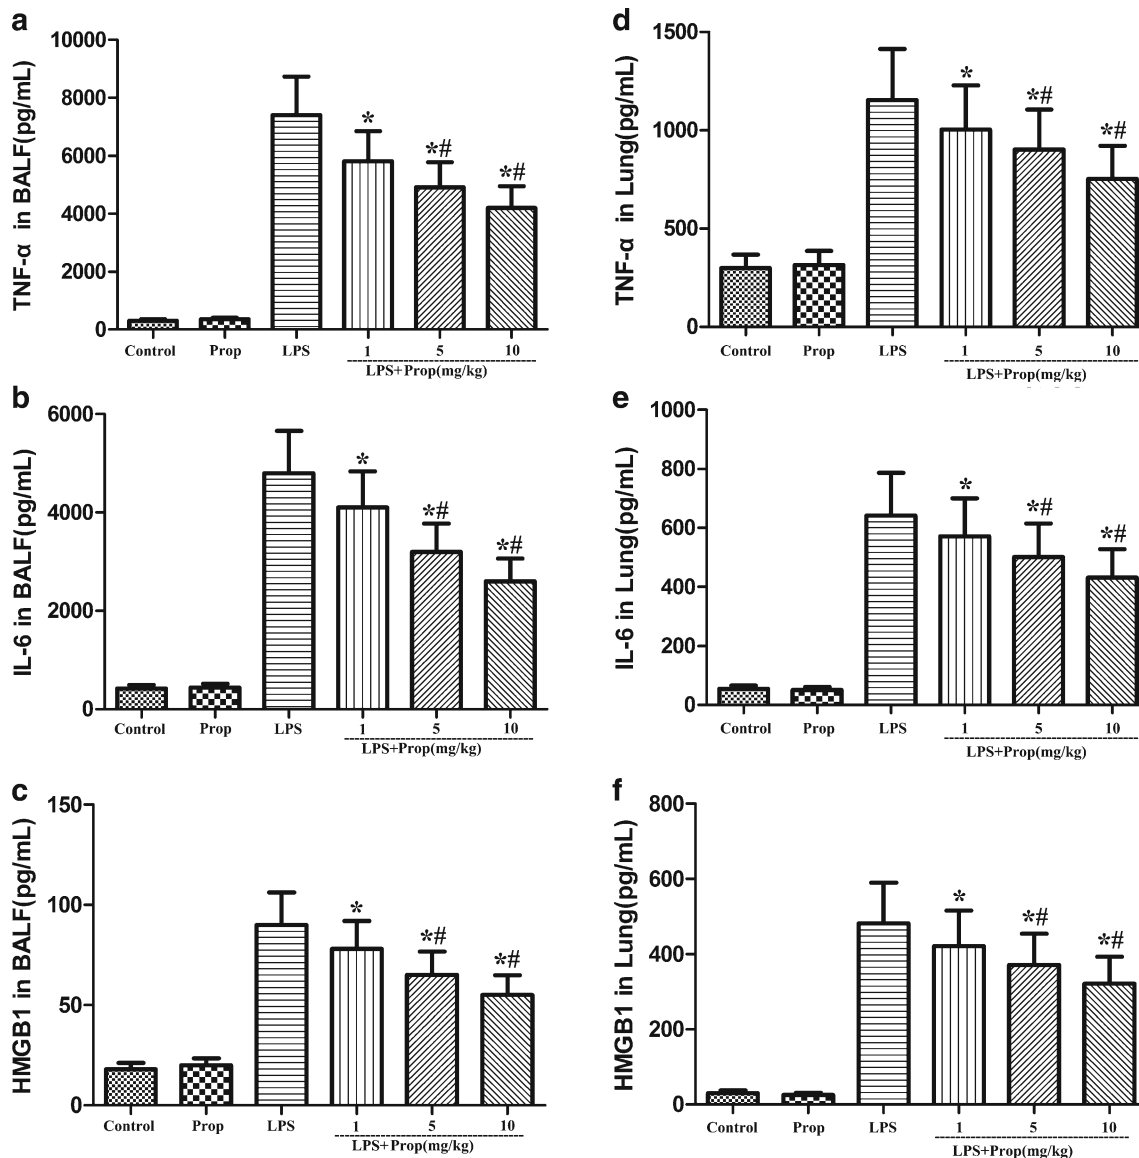 a
TNF-α in BALF(pg/mL)
10000
8000
6000
4000
2000
0
*
*#
*#
Control Prop LPS 1 5 10
LPS+Prop(mg/kg)
d
TNF-α in Lung(pg/mL)
1500
1000
500
0
*
*#
*#
Control Prop LPS 1 5 10
LPS+Prop(mg/kg)
b
IL-6 in BALF(pg/mL)
6000
4000
2000
0
*
*#
*#
Control Prop LPS 1 5 10
LPS+Prop(mg/kg)
e
IL-6 in Lung(pg/mL)
1000
800
600
400
200
0
*
*#
*#
Control Prop LPS 1 5 10
LPS+Prop(mg/kg)
c
HMGB1 in BALF(pg/mL)
150
100
50
0
*
*#
*#
Control Prop LPS 1 5 10
LPS+Prop(mg/kg)
f
HMGB1 in Lung(pg/mL)
800
600
400
200
0
*
*#
*#
Control Prop LPS 1 5 10
LPS+Prop(mg/kg)